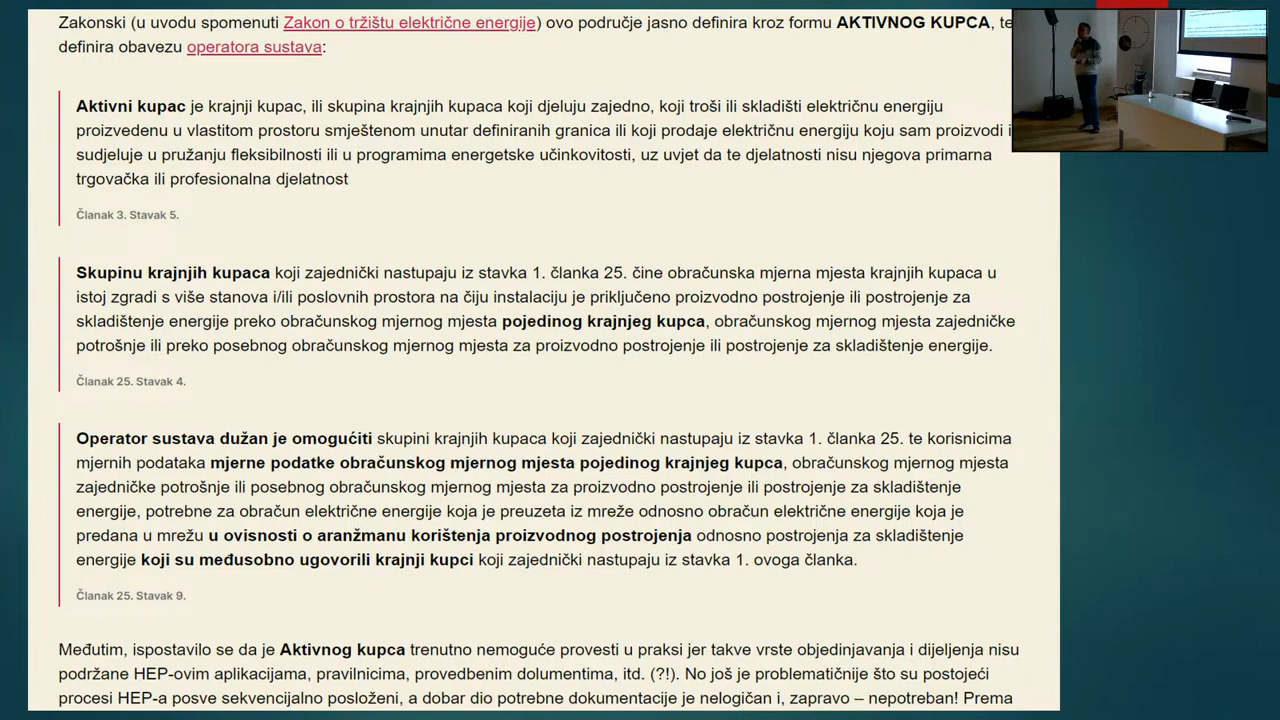 Zakonski (u uvodu spomenuti Zakon o tržištu električne energije) ovo područje jasno definira kroz formu AKTIVNOG KUPCA, te
definira obavezu operatora sustava:
Aktivni kupac je krajnji kupac, ili skupina krajnjih kupaca koji djeluju zajedno, koji troši ili skladišti električnu energiju
proizvedenu u vlastitom prostoru smještenom unutar definiranih granica ili koji prodaje električnu energiju koju sam proizvodi i
sudjeluje u pružanju fleksibilnosti ili u programima energetske učinkovitosti, uz uvjet da te djelatnosti nisu njegova primarna
trgovačka ili profesionalna djelatnost
Članak 3. Stavak 5.
Skupinu krajnjih kupaca koji zajednički nastupaju iz stavka 1. članka 25. čine obračunska mjerna mjesta krajnjih kupaca u
istoj zgradi s više stanova i/ili poslovnih prostora na čiju instalaciju je priključeno proizvodno postrojenje ili postrojenje za
skladištenje energije preko obračunskog mjernog mjesta pojedinog krajnjeg kupca, obračunskog mjernog mjesta zajedničke
potrošnje ili preko posebnog obračunskog mjernog mjesta za proizvodno postrojenje ili postrojenje za skladištenje energije.
Članak 25. Stavak 4.
Operator sustava dužan je omogućiti skupini krajnjih kupaca koji zajednički nastupaju iz stavka 1. članka 25. te korisnicima
mjernih podataka mjerne podatke obračunskog mjernog mjesta pojedinog krajnjeg kupca, obračunskog mjernog mjesta
zajedničke potrošnje ili posebnog obračunskog mjernog mjesta za proizvodno postrojenje ili postrojenje za skladištenje
energije, potrebne za obračun električne energije koja je preuzeta iz mreže odnosno obračun električne energije koja je
predana u mrežu u ovisnosti o aranžmanu korištenja proizvodnog postrojenja odnosno postrojenja za skladištenje
energije koji su međusobno ugovorili krajnji kupci koji zajednički nastupaju iz stavka 1. ovoga članka.
Članak 25. Stavak 9.
Međutim, ispostavilo se da je Aktivnog kupca trenutno nemoguće provesti u praksi jer takve vrste objedinjavanja i dijeljenja nisu
podržane HEP-ovim aplikacijama, pravilnicima, provedbenim dolumentima, itd. (?!). No još je problematičnije što su postojeći
procesi HEP-a posve sekvencijalno posloženi, a dobar dio potrebne dokumentacije je nelogičan i, zapravo – nepotreban! Prema